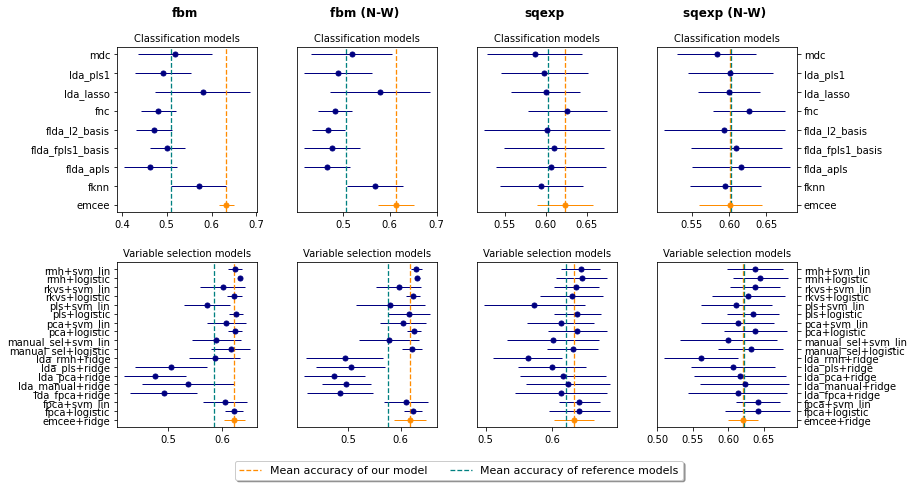 fbm fbm (N-W) sqexp sqexp (N-W)
Classification models Classification models Classification models Classification models
mdc mdc
lda_pls1 lda_pls1
lda_lasso lda_lasso
fnc fnc
flda_l2_basis flda_l2_basis
flda_fpls1_basis flda_fpls1_basis
flda_apls flda_apls
fknn fknn
emcee emcee
0.4 0.5 0.6 0.7 0.5 0.6 0.7 0.55 0.60 0.65 0.55 0.60 0.65
Variable selection models Variable selection models Variable selection models Variable selection models
rmh+svm_lin rmh+svm_lin
rmh+logistic rmh+logistic
rkvs+svm_lin rkvs+svm_lin
rkvs+logistic rkvs+logistic
pls+svm_lin pls+svm_lin
pls+logistic pls+logistic
pca+svm_lin pca+svm_lin
pca+logistic pca+logistic
manual_sel+svm_lin manual_sel+svm_lin
manual_sel+logistic manual_sel+logistic
lda_rmh+ridge lda_rmh+ridge
lda_pls+ridge lda_pls+ridge
lda_pca+ridge lda_pca+ridge
lda_manual+ridge lda_manual+ridge
lda_fpca+ridge lda_fpca+ridge
fpca+svm_lin fpca+svm_lin
fpca+logistic fpca+logistic
emcee+ridge emcee+ridge
0.5 0.6 0.5 0.6 0.5 0.6 0.50 0.55 0.60 0.65
Mean accuracy of our model Mean accuracy of reference models